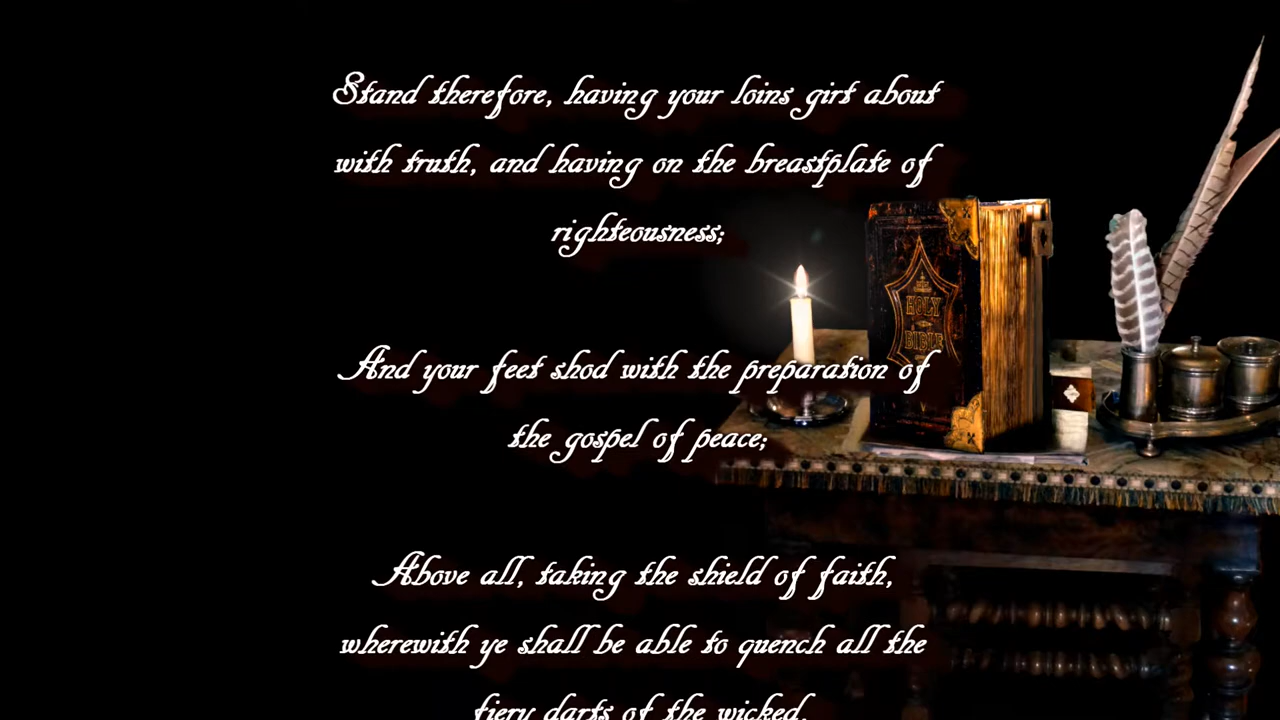 Stand therefore, having your loins girt about
with truth, and having on the breastplate of
righteousness;
And your feet shod with the preparation of
the gospel of peace;
Above all, taking the shield of faith,
wherewith ye shall be able to quench all the
fiery darts of the wicked.
HOLY
BIBLE